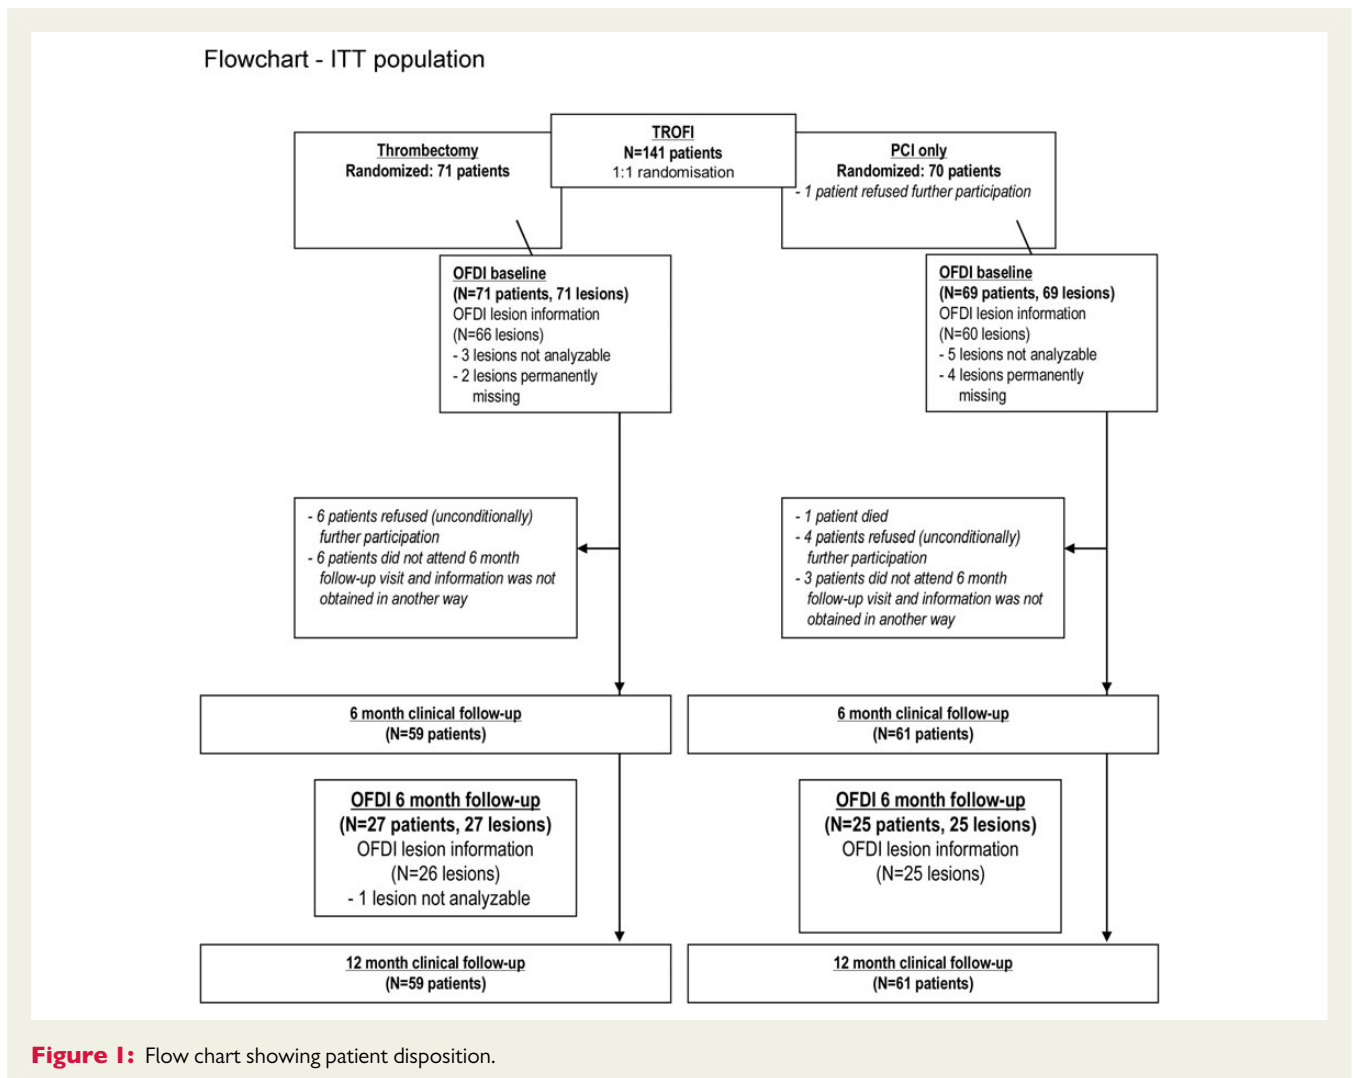 Flowchart - ITT population
TROFI
N=141 patients
1:1 randomisation
Thrombectomy
Randomized: 71 patients
PCI only
Randomized: 70 patients
- 1 patient refused further participation
OFDI baseline
(N=71 patients, 71 lesions)
OFDI lesion information
(N=66 lesions)
- 3 lesions not analyzable
- 2 lesions permanently
missing
OFDI baseline
(N=69 patients, 69 lesions)
OFDI lesion information
(N=60 lesions)
- 5 lesions not analyzable
- 4 lesions permanently
missing
- 6 patients refused (unconditionally)
further participation
- 6 patients did not attend 6 month
follow-up visit and information was not
obtained in another way
- 1 patient died
- 4 patients refused (unconditionally)
further participation
- 3 patients did not attend 6 month
follow-up visit and information was not
obtained in another way
6 month clinical follow-up
(N=59 patients)
6 month clinical follow-up
(N=61 patients)
OFDI 6 month follow-up
(N=27 patients, 27 lesions)
OFDI lesion information
(N=26 lesions)
- 1 lesion not analyzable
OFDI 6 month follow-up
(N=25 patients, 25 lesions)
OFDI lesion information
(N=25 lesions)
12 month clinical follow-up
(N=59 patients)
12 month clinical follow-up
(N=61 patients)
Figure 1: Flow chart showing patient disposition.